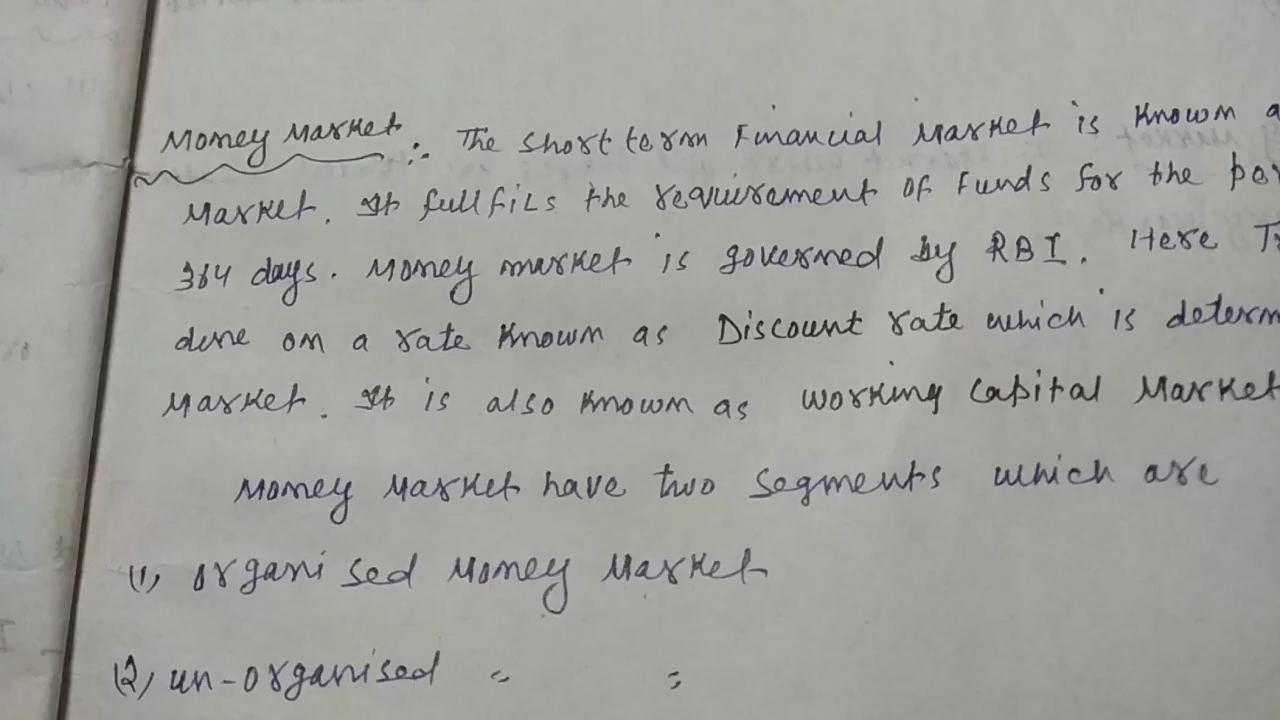 Money Market :- The short term Financial Market is Known a
Market. It fullfils the requirement of Funds for the per
364 days. Money market is governed by RBI. Here T
done on a rate Known as Discount rate which is determ
Market. It is also Known as working Capital Market
Money Market have two Segments which are
(1) organised Money Market
(2) un-organised " "